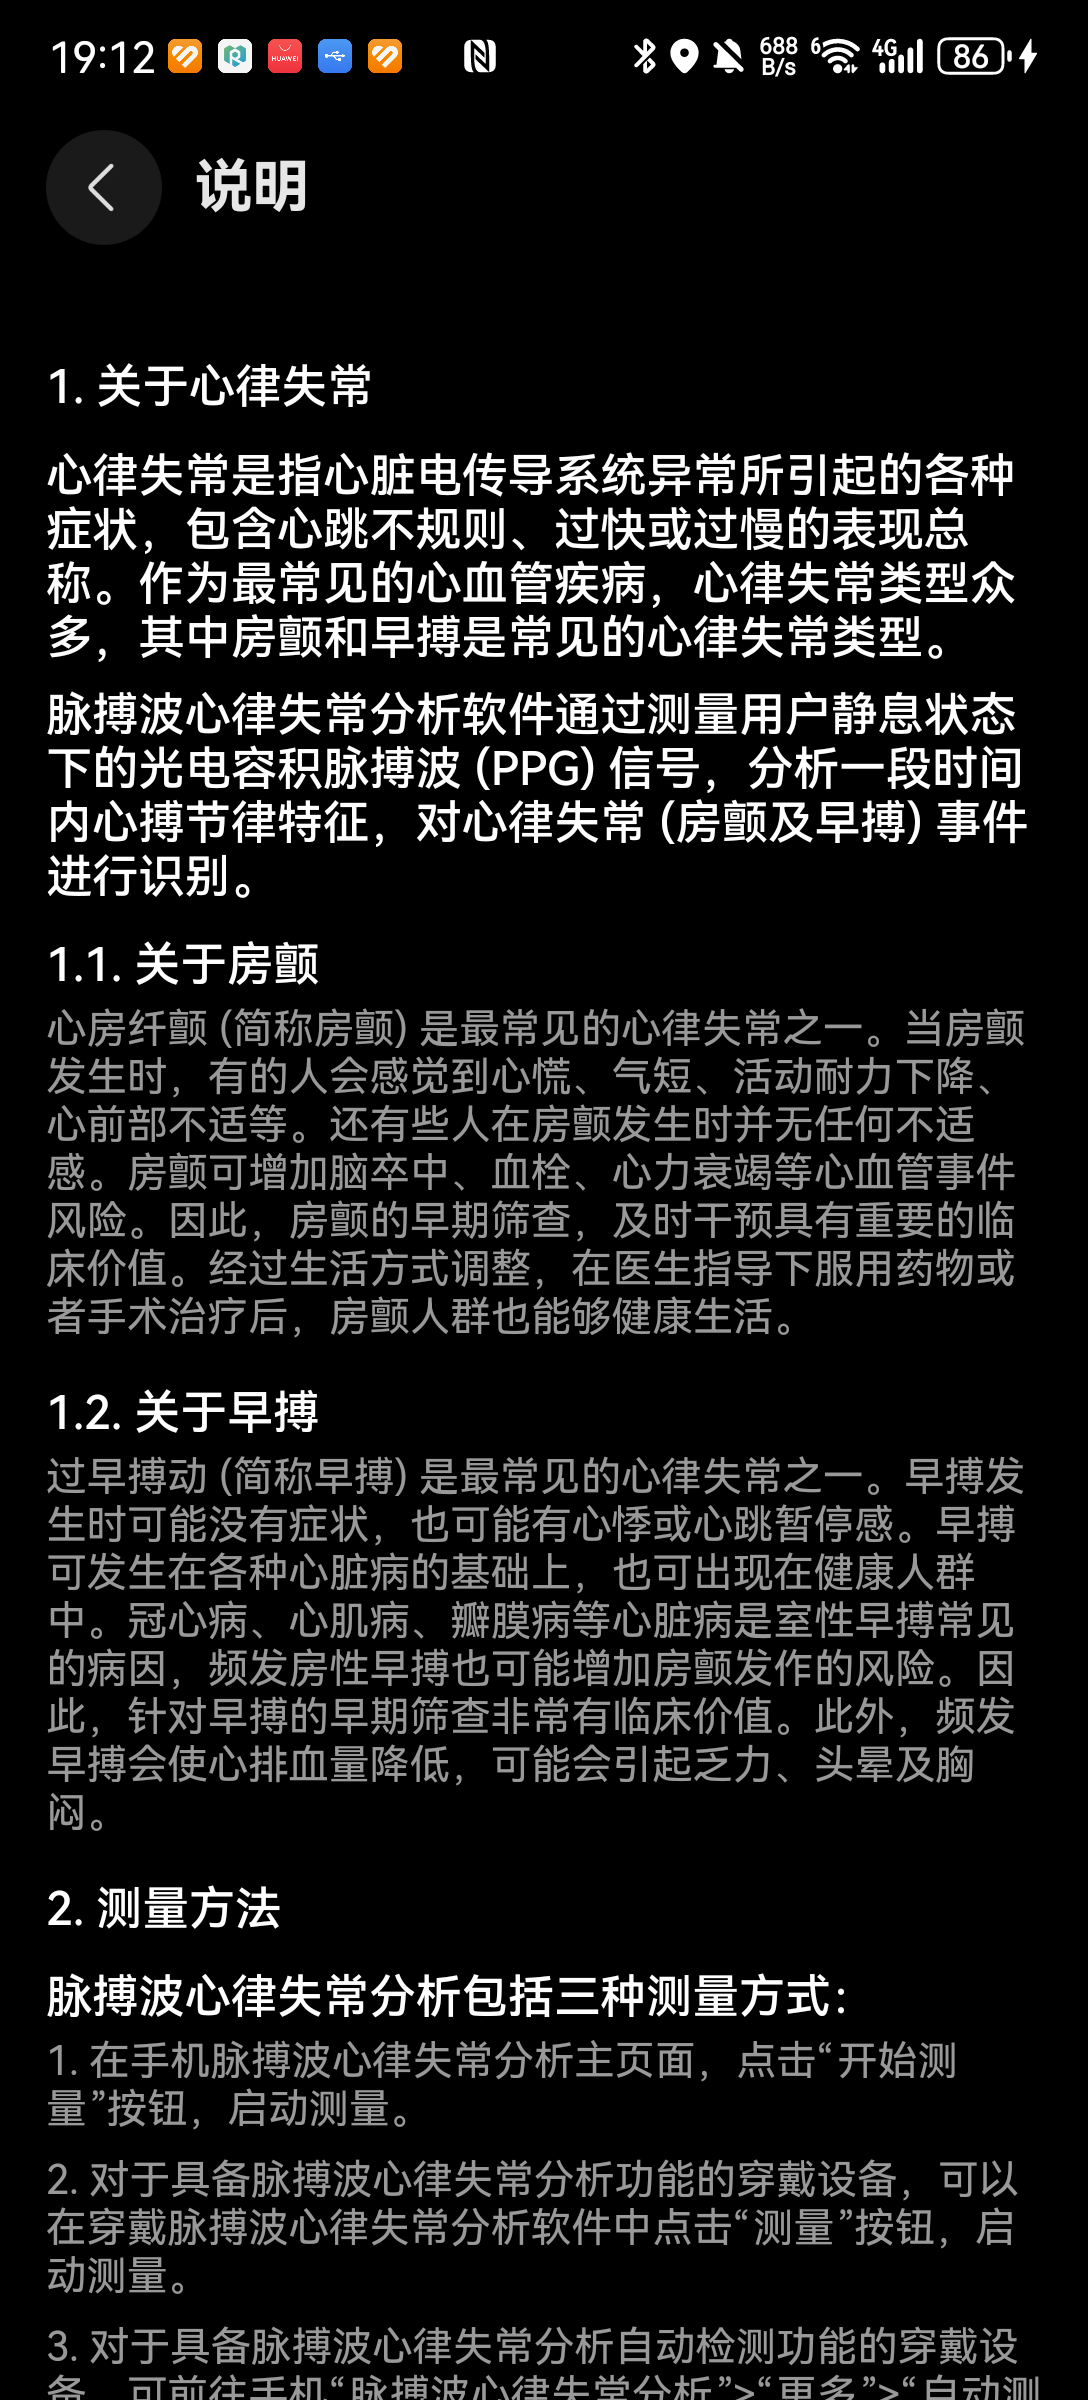 19:12
HUAWEI
688
B/s
6
4G
86
说明
1. 关于心律失常
心律失常是指心脏电传导系统异常所引起的各种
症状，包含心跳不规则、过快或过慢的表现总
称。作为最常见的心血管疾病，心律失常类型众
多，其中房颤和早搏是常见的心律失常类型。
脉搏波心律失常分析软件通过测量用户静息状态
下的光电容积脉搏波 (PPG) 信号，分析一段时间
内心搏节律特征，对心律失常 (房颤及早搏) 事件
进行识别。
1.1. 关于房颤
心房纤颤 (简称房颤) 是最常见的心律失常之一。当房颤
发生时，有的人会感觉到心慌、气短、活动耐力下降、
心前部不适等。还有些人在房颤发生时并无任何不适
感。房颤可增加脑卒中、血栓、心力衰竭等心血管事件
风险。因此，房颤的早期筛查，及时干预具有重要的临
床价值。经过生活方式调整，在医生指导下服用药物或
者手术治疗后，房颤人群也能够健康生活。
1.2. 关于早搏
过早搏动 (简称早搏) 是最常见的心律失常之一。早搏发
生时可能没有症状，也可能有心悸或心跳暂停感。早搏
可发生在各种心脏病的基础上，也可出现在健康人群
中。冠心病、心肌病、瓣膜病等心脏病是室性早搏常见
的病因，频发房性早搏也可能增加房颤发作的风险。因
此，针对早搏的早期筛查非常有临床价值。此外，频发
早搏会使心排血量降低，可能会引起乏力、头晕及胸
闷。
2. 测量方法
脉搏波心律失常分析包括三种测量方式：
1. 在手机脉搏波心律失常分析主页面，点击“开始测
量”按钮，启动测量。
2. 对于具备脉搏波心律失常分析功能的穿戴设备，可以
在穿戴脉搏波心律失常分析软件中点击“测量”按钮，启
动测量。
3. 对于具备脉搏波心律失常分析自动检测功能的穿戴设
备，可前往手机“脉搏波心律失常分析”>“更多”>“自动测